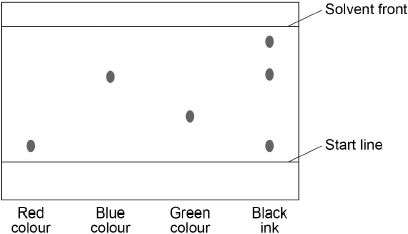 Solvent front
Start line
Red colour
Blue colour
Green colour
Black ink